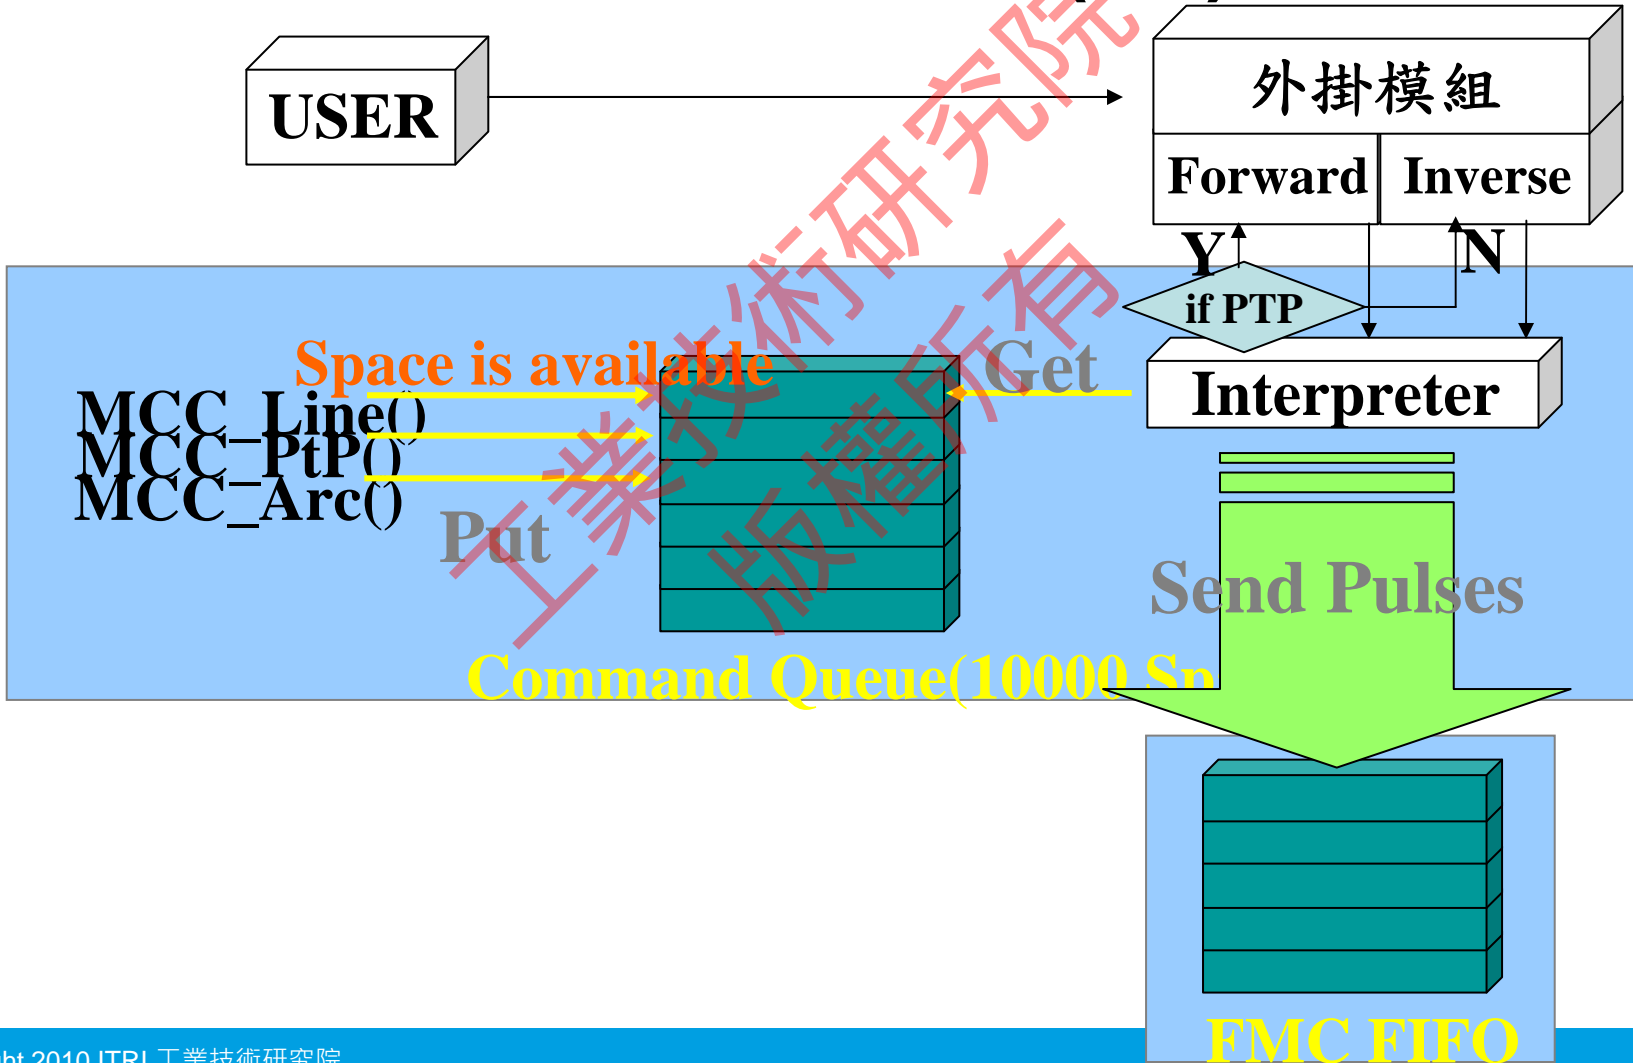 USER
外掛模組
Forward
Inverse
Y
N
if PTP
Space is available
Get
Interpreter
MCC_Line()
MCC_PtP()
MCC_Arc()
Put
Send Pulses
Command Queue(10000 Sp
FMC FIFO
工業技術研究院
版權所有
ght 2010 ITRI 工業技術研究院